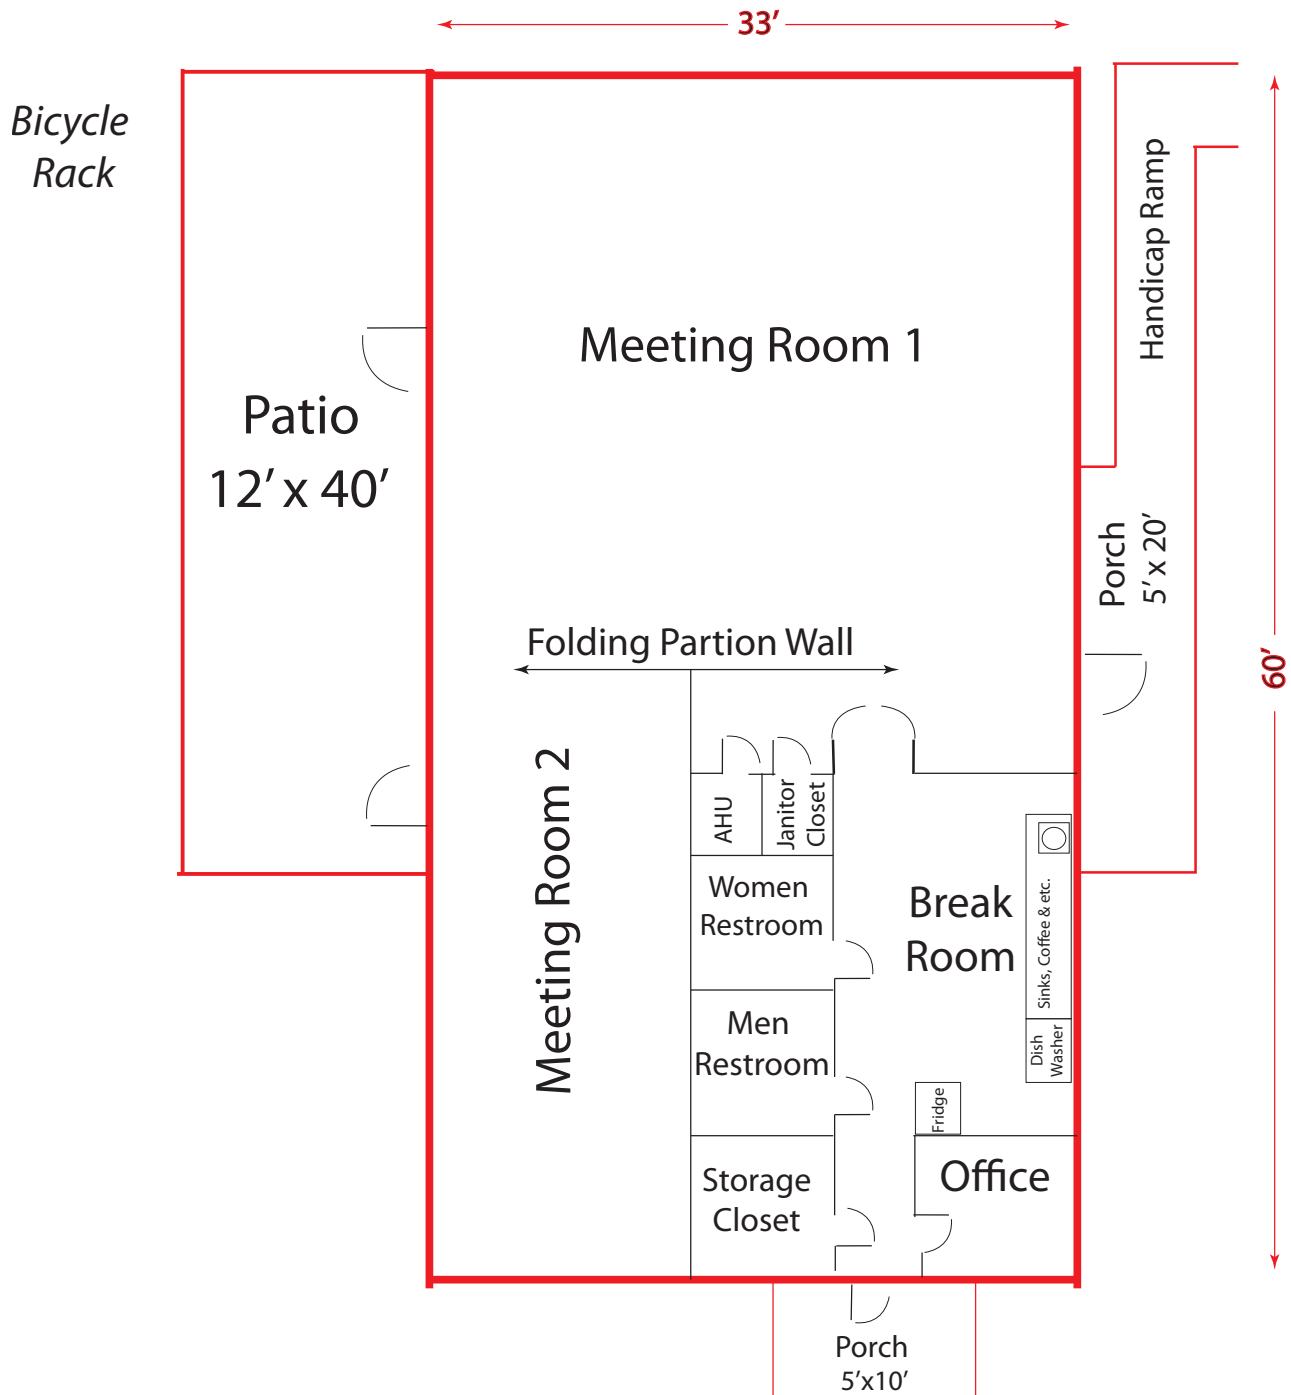 33’
Bicycle
Rack
Handicap Ramp
Meeting Room 1
Patio
12’ x 40’
Porch
5’ x 20’
Folding Partion Wall
60’
Meeting Room 2
AHU
Janitor
Closet
Women
Restroom
Break
Room
Sinks, Coffee & etc.
Men
Restroom
Dish
Washer
Fridge
Storage
Closet
Office
Porch
5’x10’